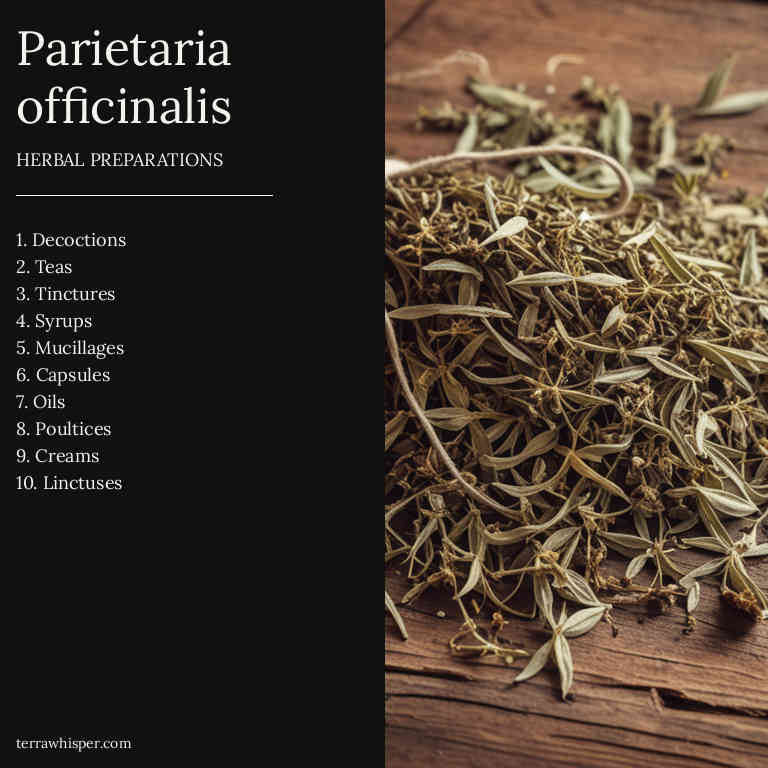 Parietaria
officinalis
HERBAL PREPARATIONS
1. Decoctions
2. Teas
3. Tinctures
4. Syrups
5. Mucillages
6. Capsules
7. Oils
8. Poultices
9. Creams
10. Linctuses
terrawhisper.com